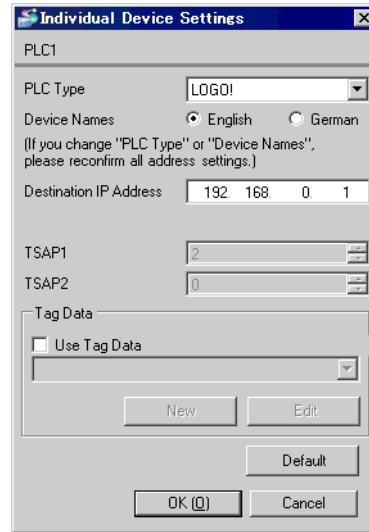 Individual Device Settings
PLC1
PLC Type LOGO!
Device Names English German
(If you change "PLC Type" or "Device Names",
please reconfirm all address settings.)
Destination IP Address 192. 168. 0. 1
TSAP1 2
TSAP2 0
Tag Data
Use Tag Data
New Edit
Default
OK (O) Cancel